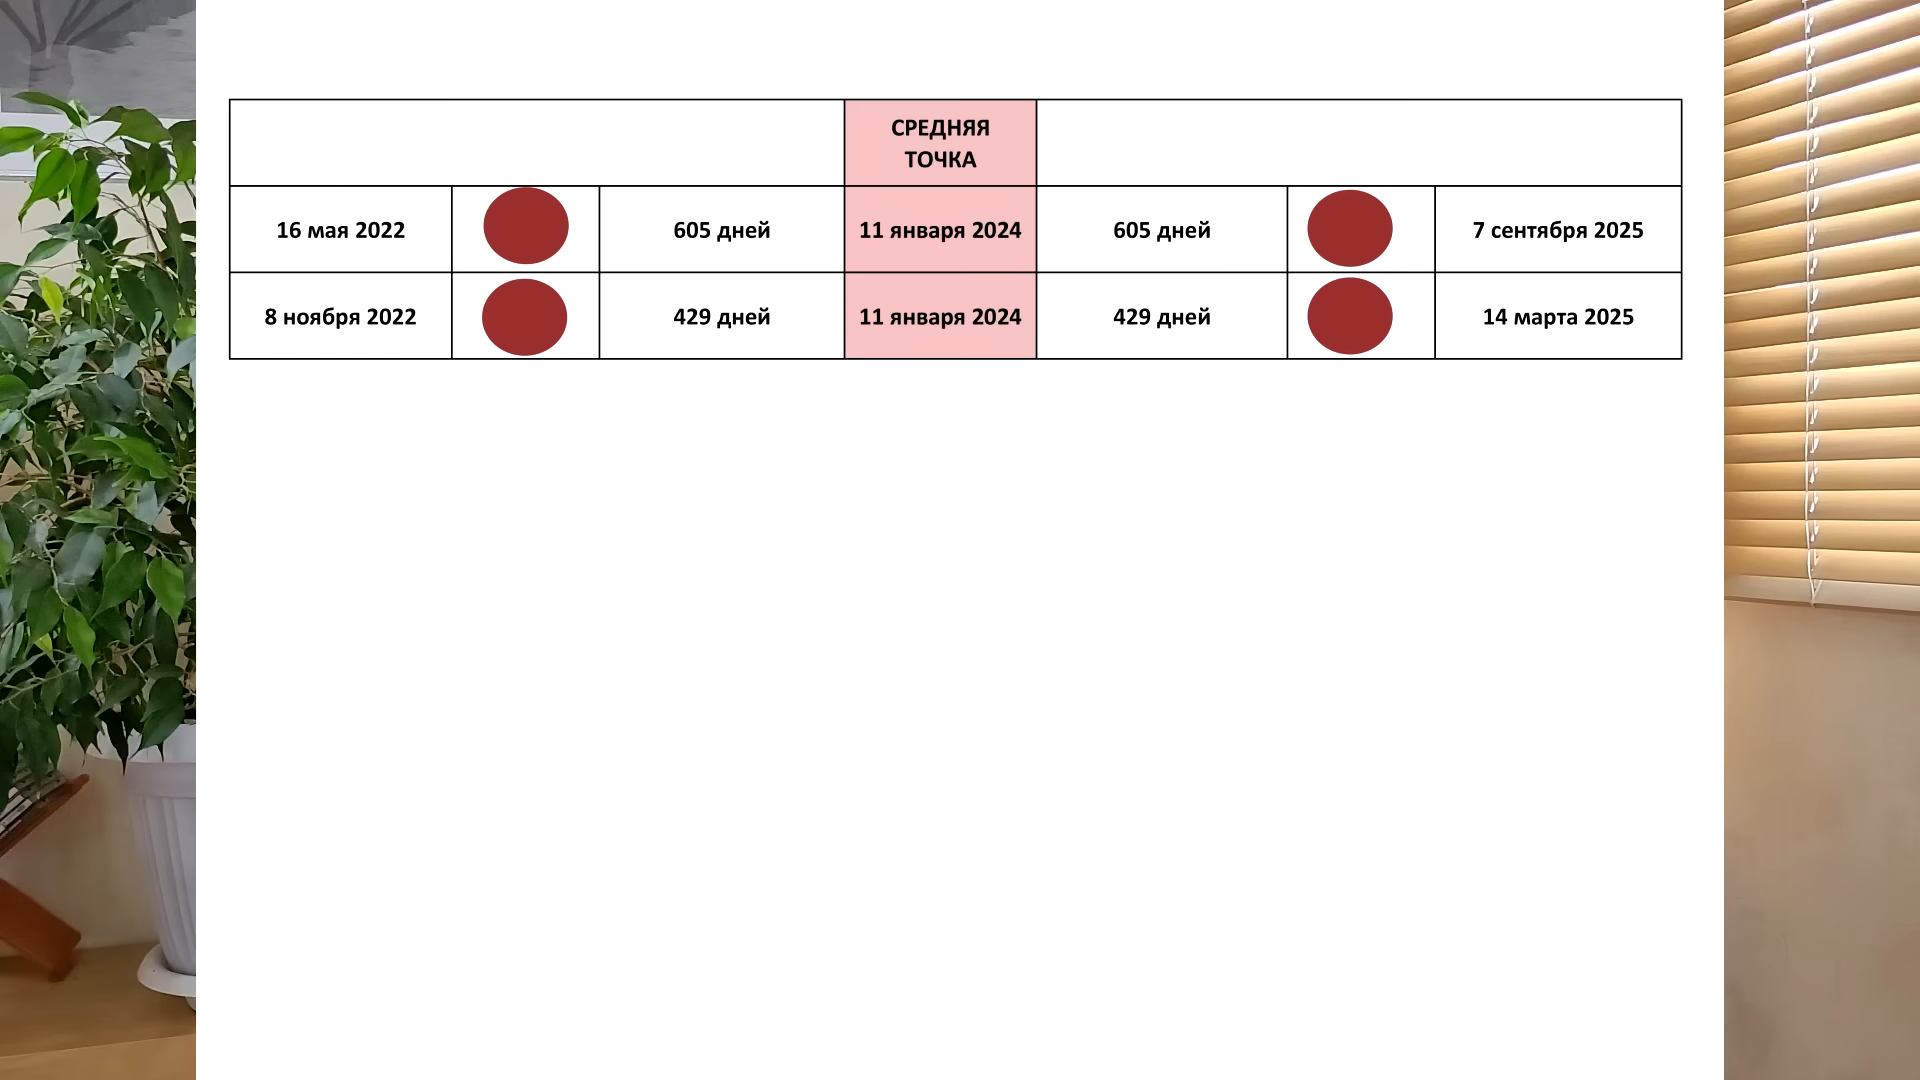 СРЕДНЯЯ
ТОЧКА
16 мая 2022 605 дней 11 января 2024 605 дней 7 сентября 2025
8 ноября 2022 429 дней 11 января 2024 429 дней 14 марта 2025